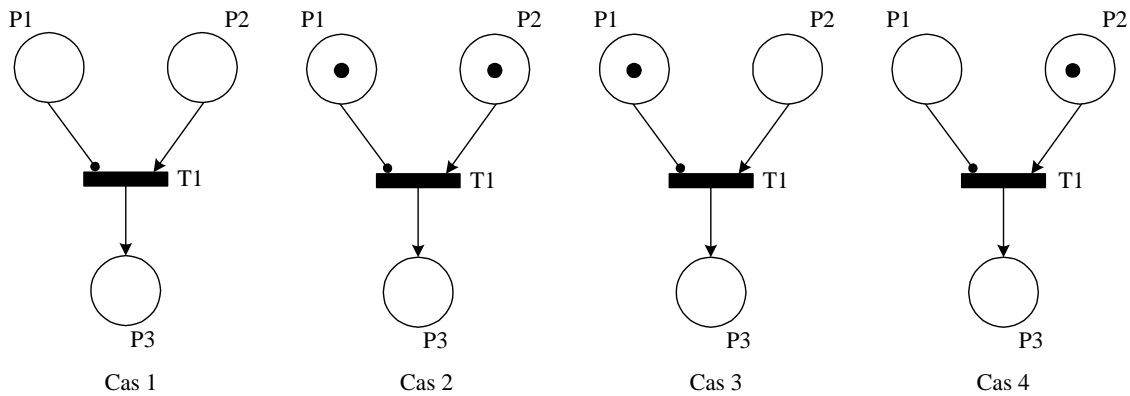 P1 P2 P1 P2 P1 P2 P1 P2
T1 T1 T1 T1
P3 P3 P3 P3
Cas 1 Cas 2 Cas 3 Cas 4